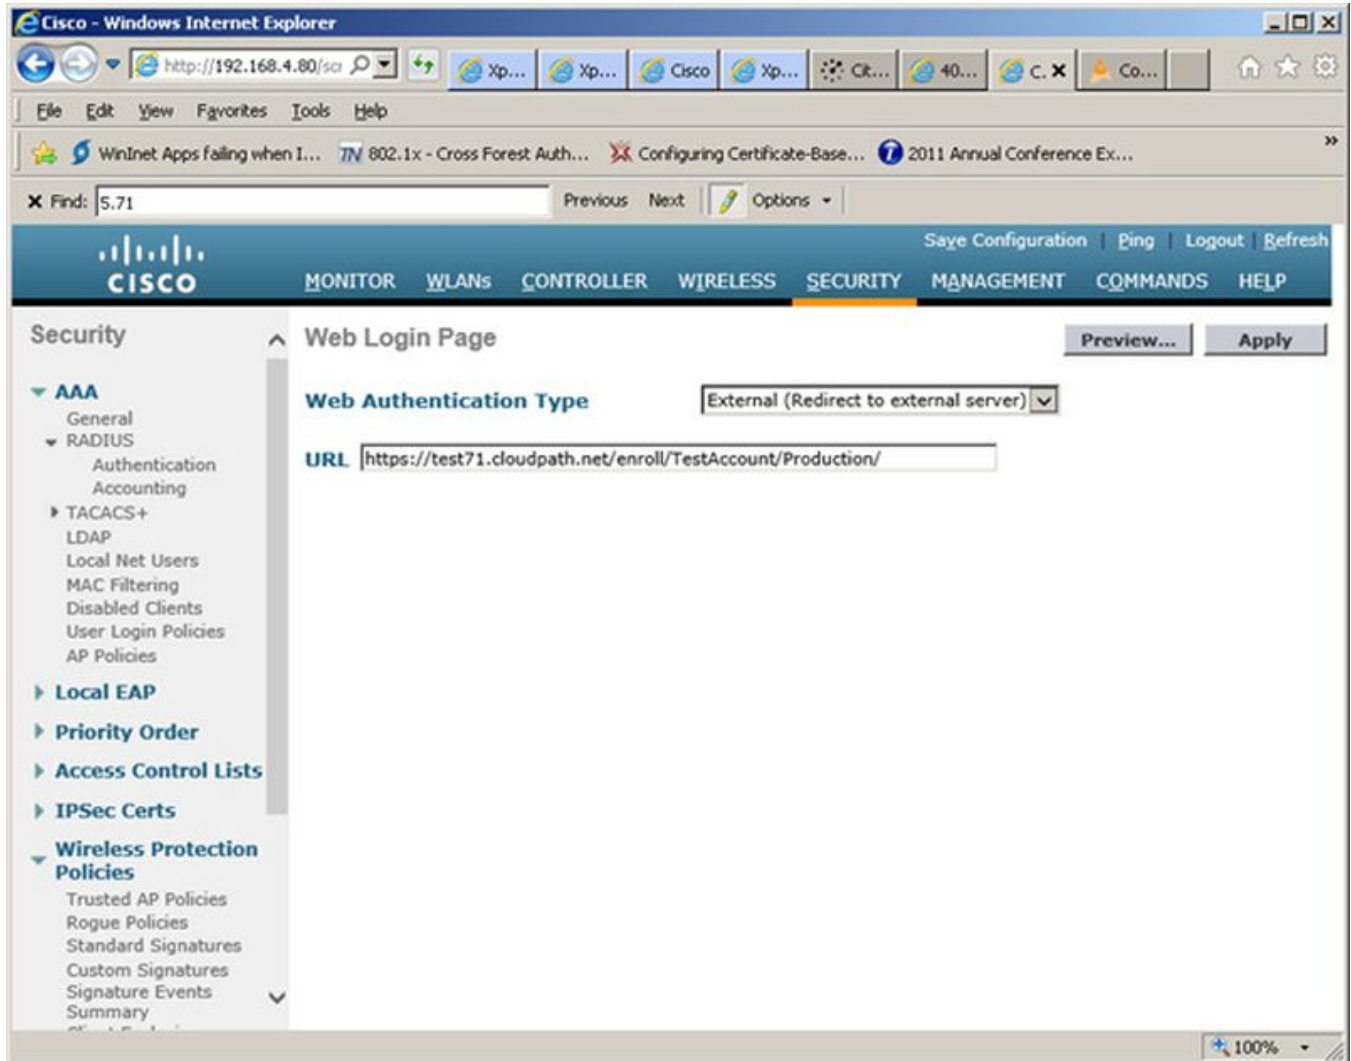 Cisco - Windows Internet Explorer
http://192.168.4.80/scr Xp... Xp... Cisco Xp... Cit... 40... C... Co...
File Edit View Favorites Tools Help
WinInet Apps failing when I... TN 802.1x - Cross Forest Auth... Configuring Certificate-Base... 2011 Annual Conference Ex... »
X Find: 5.71 Previous Next Options
Save Configuration | Ping | Logout | Refresh
CISCO MONITOR WLANs CONTROLLER WIRELESS SECURITY MANAGEMENT COMMANDS HELP
Security
Web Login Page Preview... Apply
AAA
Web Authentication Type External (Redirect to external server)
General
RADIUS
Authentication
URL https://test71.cloudpath.net/enroll/TestAccount/Production/
Accounting
TACACS+
LDAP
Local Net Users
MAC Filtering
Disabled Clients
User Login Policies
AP Policies
Local EAP
Priority Order
Access Control Lists
IPSec Certs
Wireless Protection
Policies
Trusted AP Policies
Rogue Policies
Standard Signatures
Custom Signatures
Signature Events
Summary
100%